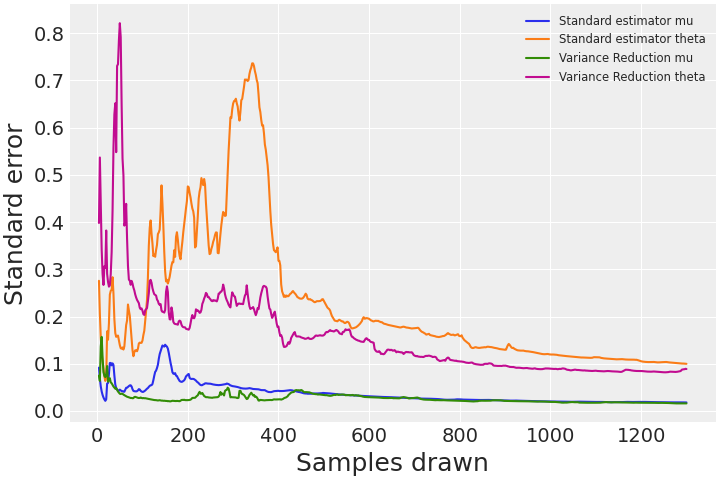 Standard estimator mu
Standard estimator theta
Variance Reduction mu
Variance Reduction theta
0.8
0.7
0.6
0.5
0.4
0.3
0.2
0.1
0.0
Standard error
0 200 400 600 800 1000 1200
Samples drawn